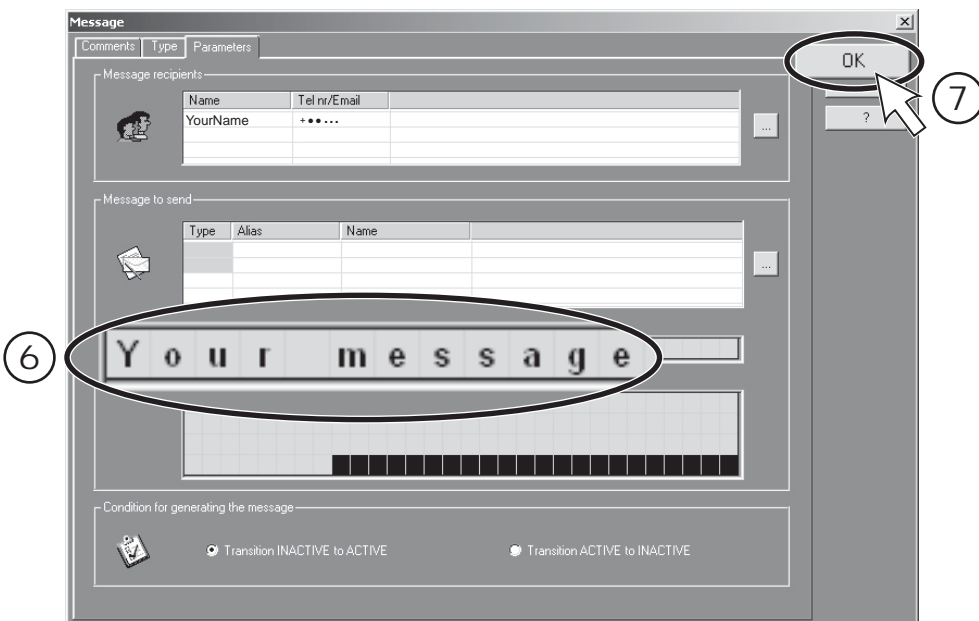 Message
Comments Type Parameters
OK
7
?
Message recipients
Name Tel nr/Email
YourName +••···
...
Message to send
Type Alias Name
...
6
Your message
Condition for generating the message
Transition INACTIVE to ACTIVE Transition ACTIVE to INACTIVE